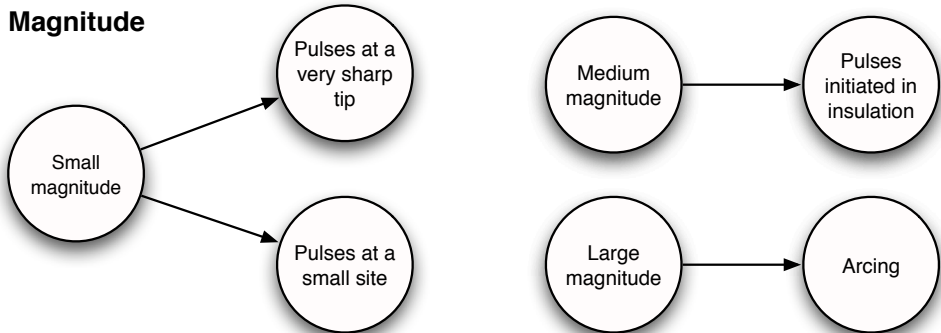 Magnitude
Small
magnitude
Pulses at a
very sharp
tip
Pulses at a
small site
Medium
magnitude
Pulses
initiated in
insulation
Large
magnitude
Arcing